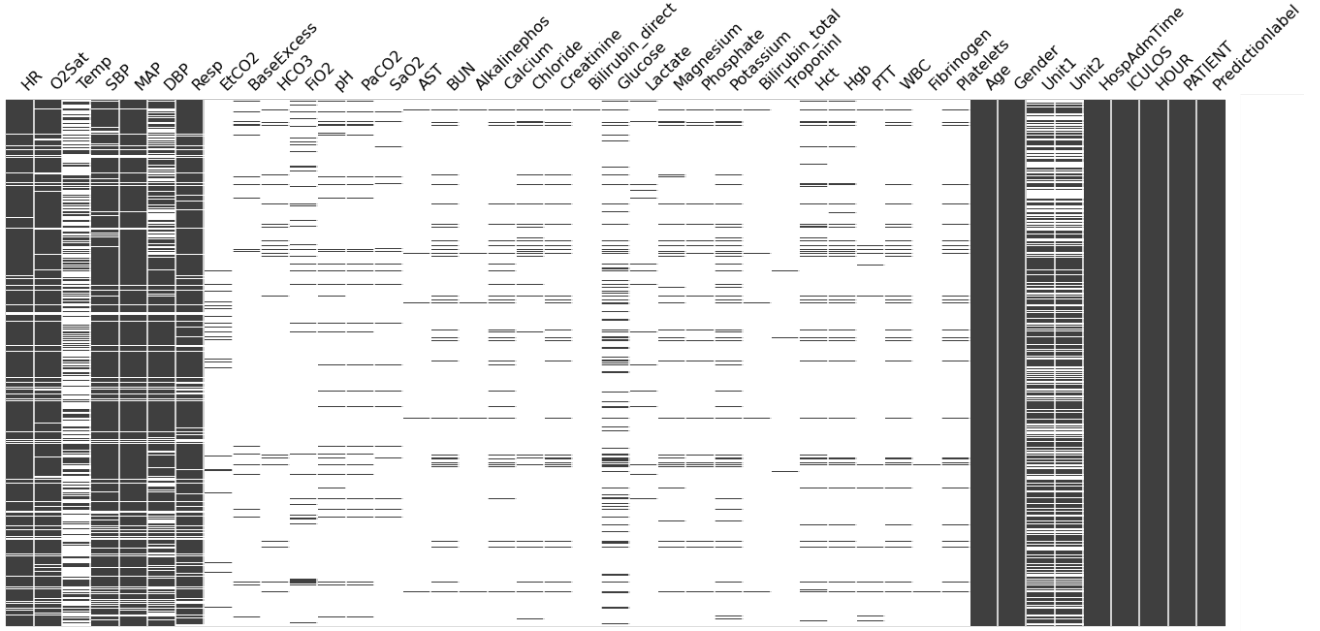 HR
O2Sat
Temp
SBP
MAP
DBP
Resp
EtCO2
BaseExcess
HCO3
FiO2
pH
PaCO2
SaO2
AST
BUN
Alkalinephos
Calcium
Chloride
Creatinine
Bilirubin_direct
Glucose
Lactate
Magnesium
Phosphate
Potassium
Bilirubin_total
TroponinI
Hct
Hgb
PTT
WBC
Fibrinogen
Platelets
Age
Gender
Unit1
Unit2
HospAdmTime
ICULOS
HOUR
PATIENT
Predictionlabel